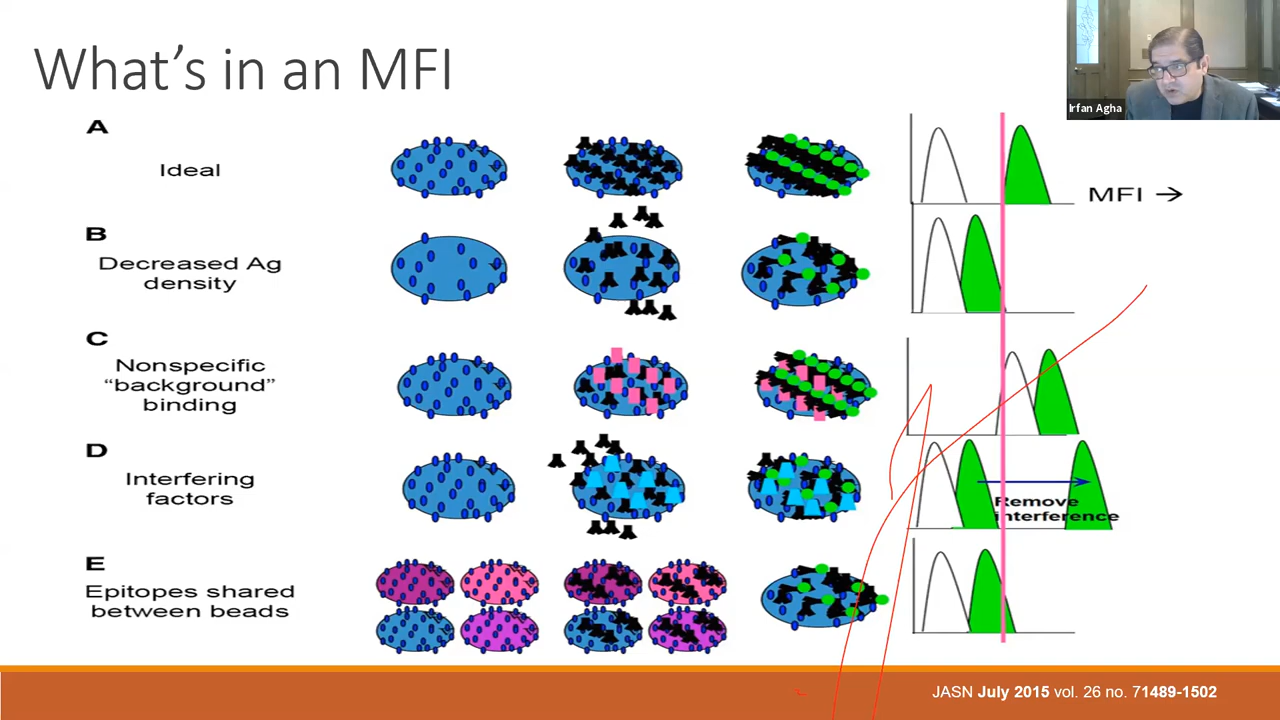 What's in an MFI
Irfan Agha
A
Ideal
MFI →
B
Decreased Ag
density
C
Nonspecific
“background”
binding
D
Interfering
factors
Remove
interference
E
Epitopes shared
between beads
JASN July 2015 vol. 26 no. 71489-1502